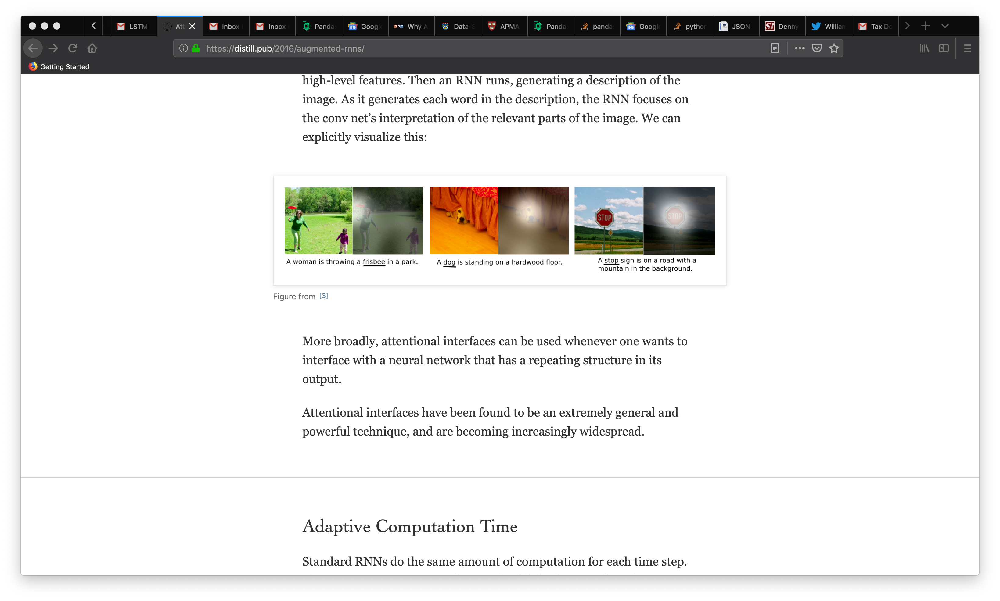 LSTM
Att
Inbox
Inbox
Panda
Google
Why A
Data-S
APMA
Panda
panda
Google
python
JSON
SI
Denny
William
Tax Do
https://distill.pub/2016/augmented-rnns/
Getting Started
high-level features. Then an RNN runs, generating a description of the
image. As it generates each word in the description, the RNN focuses on
the conv net’s interpretation of the relevant parts of the image. We can
explicitly visualize this:
STOP
STOP
A woman is throwing a frisbee in a park.
A dog is standing on a hardwood floor.
A stop sign is on a road with a
mountain in the background.
Figure from [3]
More broadly, attentional interfaces can be used whenever one wants to
interface with a neural network that has a repeating structure in its
output.
Attentional interfaces have been found to be an extremely general and
powerful technique, and are becoming increasingly widespread.
Adaptive Computation Time
Standard RNNs do the same amount of computation for each time step.